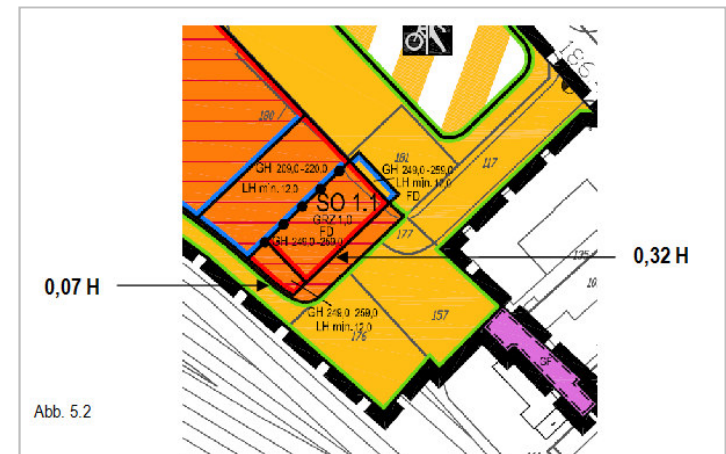 186
180
181
117
GH 209,0-220,0
LH min. 12,0
GH 249,0-259,0
LH min. 12,0
FD
SO 1.1
GRZ 1,0
FD
GH 249,0-259,0
177
0,32 H
0,07 H
GH 249,0-259,0
LH min. 12,0
176
157
GF
Abb. 5.2